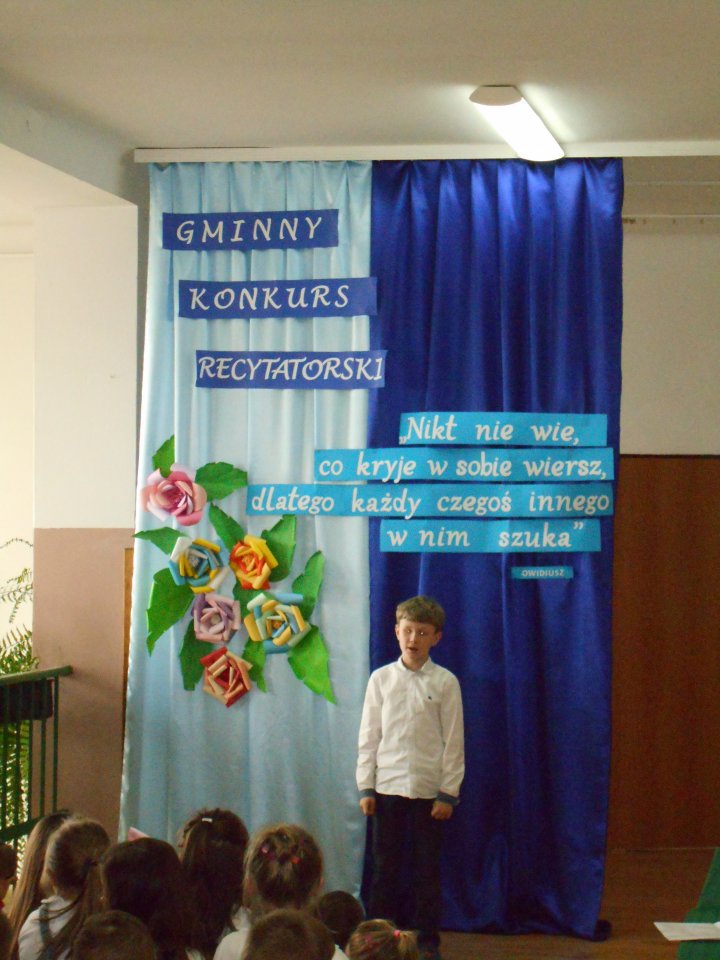 GMINNY
KONKURS
RECYTATORSKI
„Nikt nie wie,
co kryje w sobie wiersz,
dlatego każdy czegoś innego
w nim szuka”
OWIDIUSZ